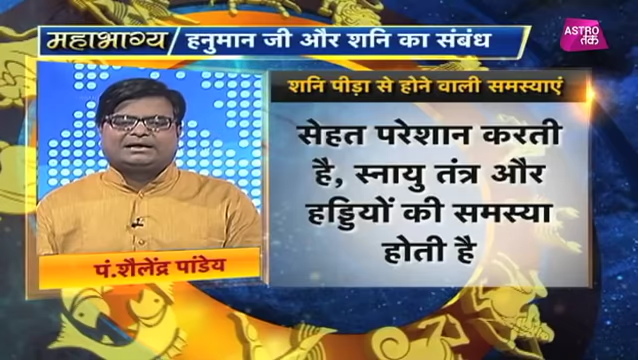 महाभाग्य / हनुमान जी और शनि का संबंध
ASTRO
तक
शनि पीड़ा से होने वाली समस्याएं
सेहत परेशान करती
है, स्नायु तंत्र और
हड्डियों की समस्या
होती है
पं.शैलेंद्र पांडेय